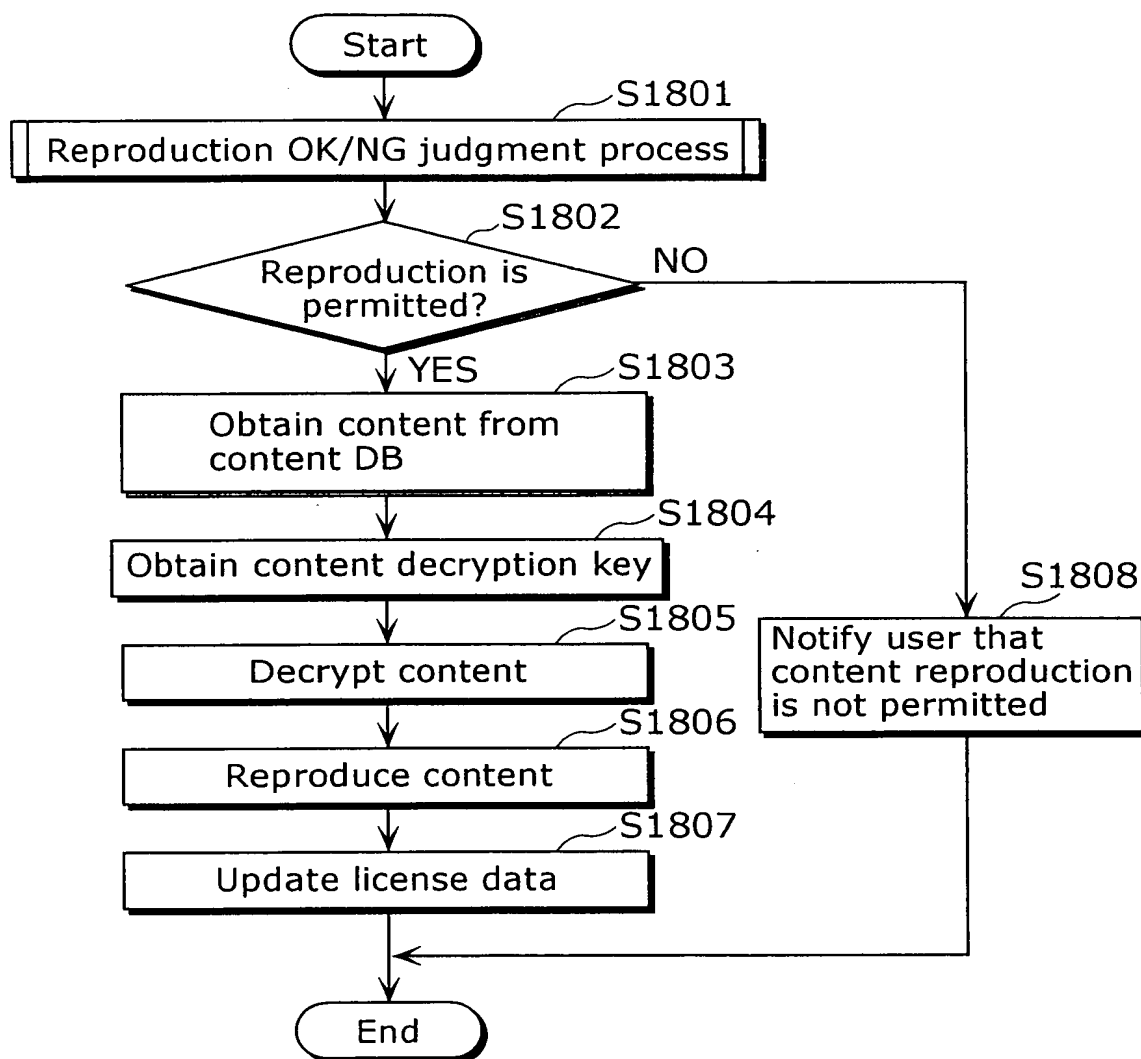 Start
S1801
Reproduction OK/NG judgment process
S1802
Reproduction is
permitted?
NO
YES
S1803
Obtain content from
content DB
S1804
Obtain content decryption key
S1805
Decrypt content
S1806
Reproduce content
S1807
Update license data
S1808
Notify user that
content reproduction
is not permitted
End